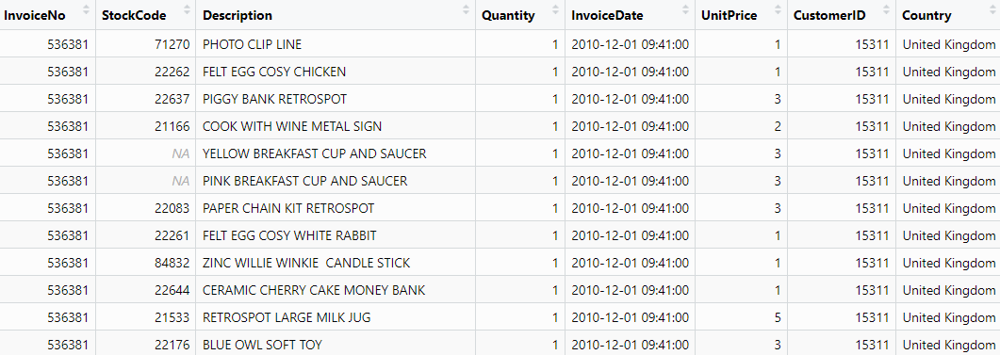 InvoiceNo StockCode Description Quantity InvoiceDate UnitPrice CustomerID Country
536381 71270 PHOTO CLIP LINE 1 2010-12-01 09:41:00 1 15311 United Kingdom
536381 22262 FELT EGG COSY CHICKEN 1 2010-12-01 09:41:00 1 15311 United Kingdom
536381 22637 PIGGY BANK RETROSPOT 1 2010-12-01 09:41:00 3 15311 United Kingdom
536381 21166 COOK WITH WINE METAL SIGN 1 2010-12-01 09:41:00 2 15311 United Kingdom
536381 NA YELLOW BREAKFAST CUP AND SAUCER 1 2010-12-01 09:41:00 3 15311 United Kingdom
536381 NA PINK BREAKFAST CUP AND SAUCER 1 2010-12-01 09:41:00 3 15311 United Kingdom
536381 22083 PAPER CHAIN KIT RETROSPOT 1 2010-12-01 09:41:00 3 15311 United Kingdom
536381 22261 FELT EGG COSY WHITE RABBIT 1 2010-12-01 09:41:00 1 15311 United Kingdom
536381 84832 ZINC WILLIE WINKIE  CANDLE STICK 1 2010-12-01 09:41:00 1 15311 United Kingdom
536381 22644 CERAMIC CHERRY CAKE MONEY BANK 1 2010-12-01 09:41:00 1 15311 United Kingdom
536381 21533 RETROSPOT LARGE MILK JUG 1 2010-12-01 09:41:00 5 15311 United Kingdom
536381 22176 BLUE OWL SOFT TOY 1 2010-12-01 09:41:00 3 15311 United Kingdom